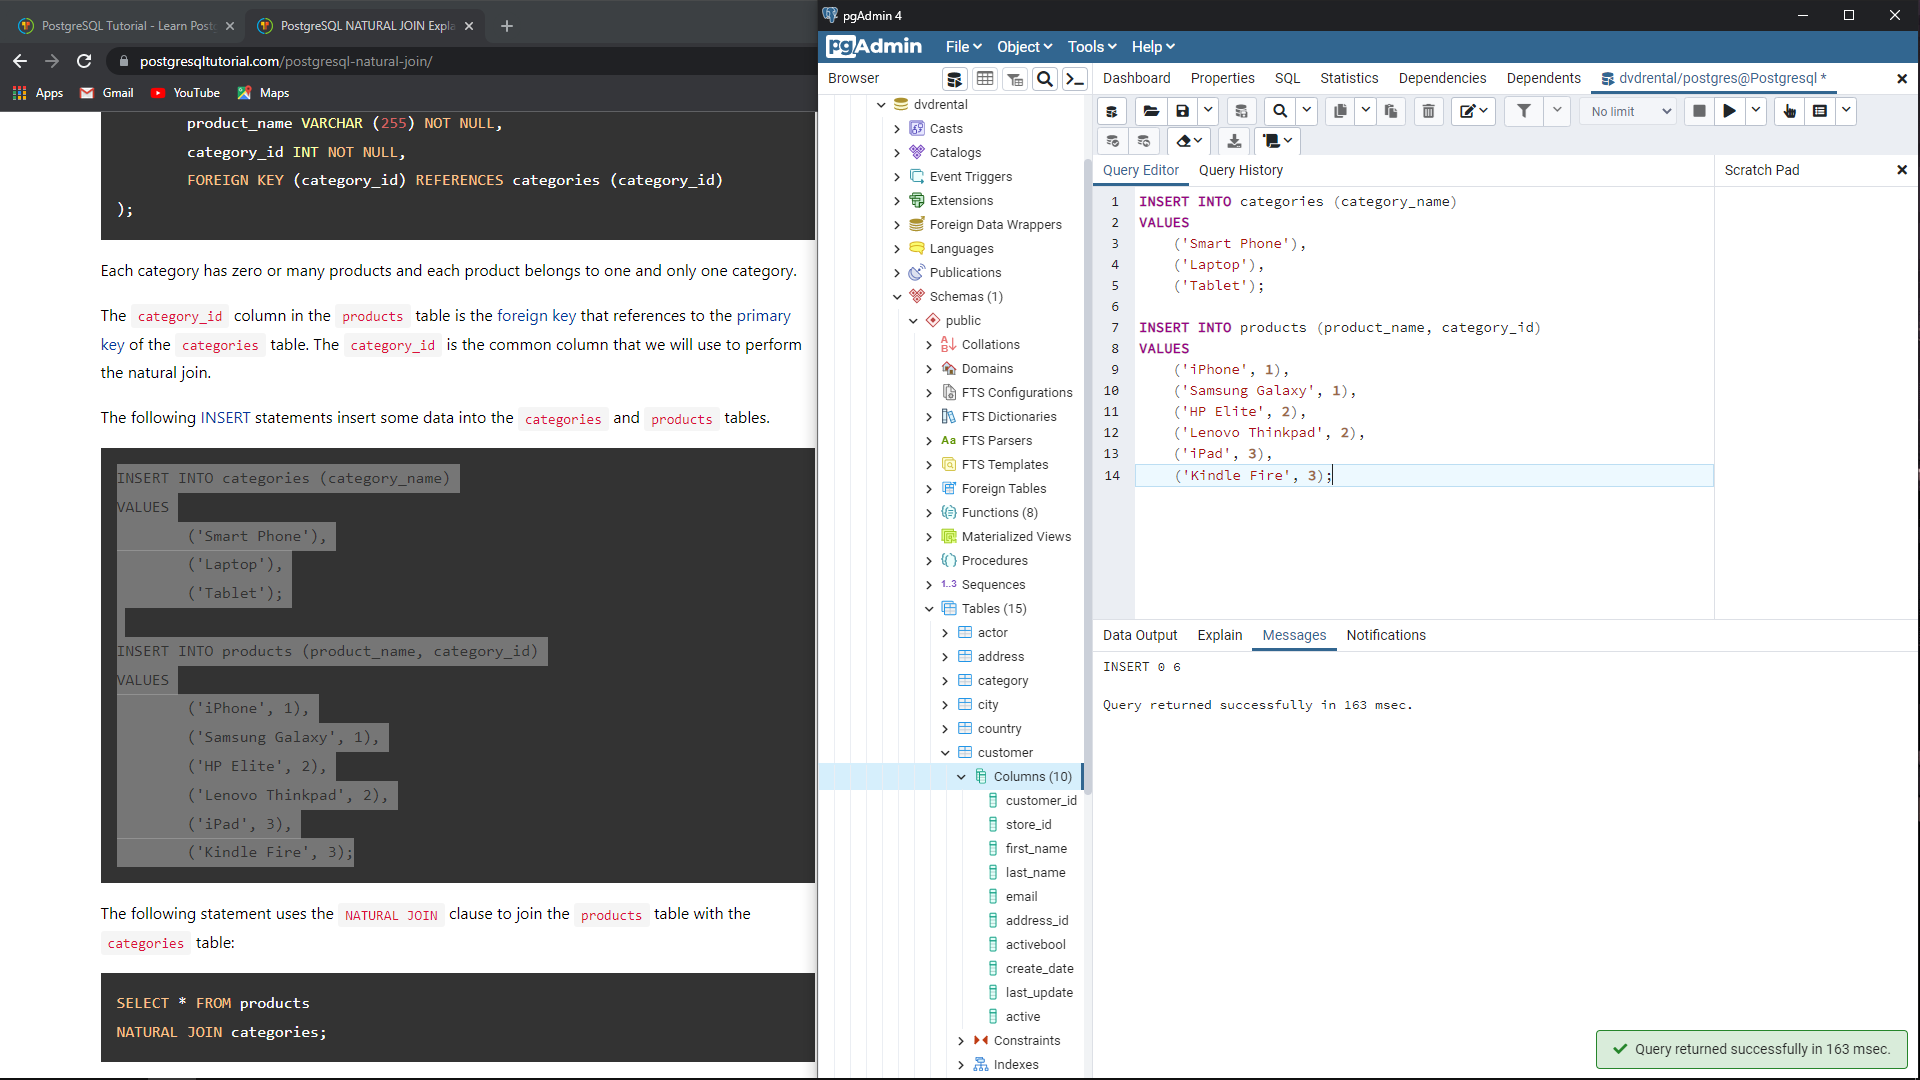 PostgreSQL Tutorial - Learn Post
PostgreSQL NATURAL JOIN Expla
postgresqltutorial.com/postgresql-natural-join/
Apps
Gmail
YouTube
Maps
product_name VARCHAR (255) NOT NULL,
category_id INT NOT NULL,
FOREIGN KEY (category_id) REFERENCES categories (category_id)
);
Each category has zero or many products and each product belongs to one and only one category.
The category_id column in the products table is the foreign key that references to the primary
key of the categories table. The category_id is the common column that we will use to perform
the natural join.
The following INSERT statements insert some data into the categories and products tables.
INSERT INTO categories (category_name)
VALUES
('Smart Phone'),
('Laptop'),
('Tablet');
INSERT INTO products (product_name, category_id)
VALUES
('iPhone', 1),
('Samsung Galaxy', 1),
('HP Elite', 2),
('Lenovo Thinkpad', 2),
('iPad', 3),
('Kindle Fire', 3);
The following statement uses the NATURAL JOIN clause to join the products table with the
categories table:
SELECT * FROM products
NATURAL JOIN categories;
pgAdmin 4
pgAdmin
File
Object
Tools
Help
Browser
Dashboard
Properties
SQL
Statistics
Dependencies
Dependents
dvdrental/postgres@Postgresql *
dvdrental
Casts
Catalogs
Event Triggers
Extensions
Foreign Data Wrappers
Languages
Publications
Schemas (1)
public
Collations
Domains
FTS Configurations
FTS Dictionaries
Aa FTS Parsers
FTS Templates
Foreign Tables
Functions (8)
Materialized Views
Procedures
1..3 Sequences
Tables (15)
actor
address
category
city
country
customer
Columns (10)
customer_id
store_id
first_name
last_name
email
address_id
activebool
create_date
last_update
active
Constraints
Indexes
No limit
Query Editor
Query History
Scratch Pad
1 INSERT INTO categories (category_name)
2 VALUES
3 ('Smart Phone'),
4 ('Laptop'),
5 ('Tablet');
6
7 INSERT INTO products (product_name, category_id)
8 VALUES
9 ('iPhone', 1),
10 ('Samsung Galaxy', 1),
11 ('HP Elite', 2),
12 ('Lenovo Thinkpad', 2),
13 ('iPad', 3),
14 ('Kindle Fire', 3);
Data Output
Explain
Messages
Notifications
INSERT 0 6
Query returned successfully in 163 msec.
Query returned successfully in 163 msec.